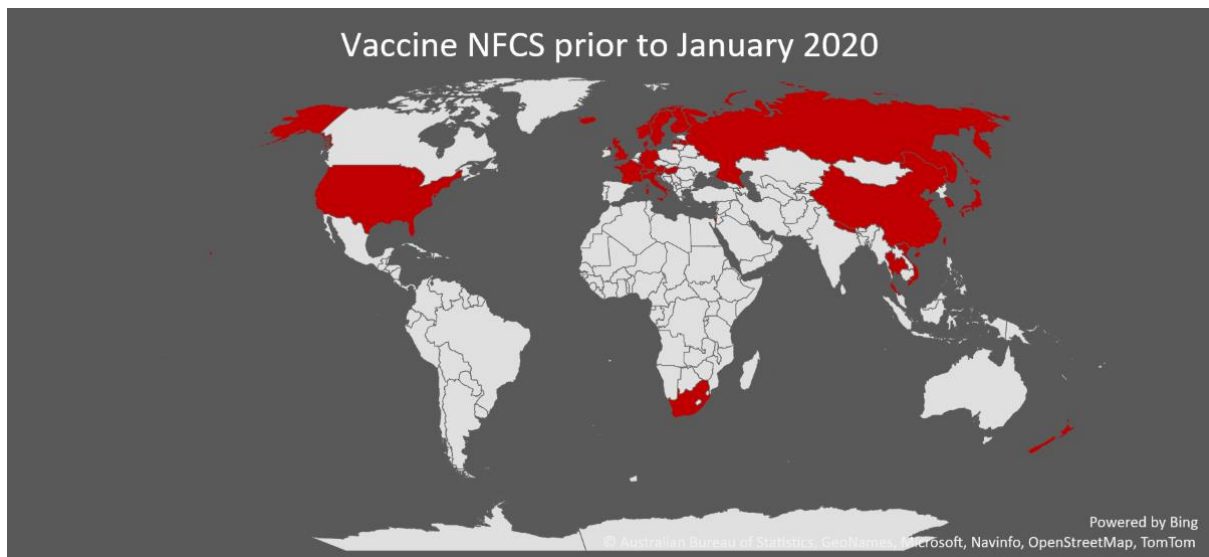 Vaccine NFCS prior to January 2020
Powered by Bing
© Australian Bureau of Statistics, GeoNames, Microsoft, Navinfo, OpenStreetMap, TomTom